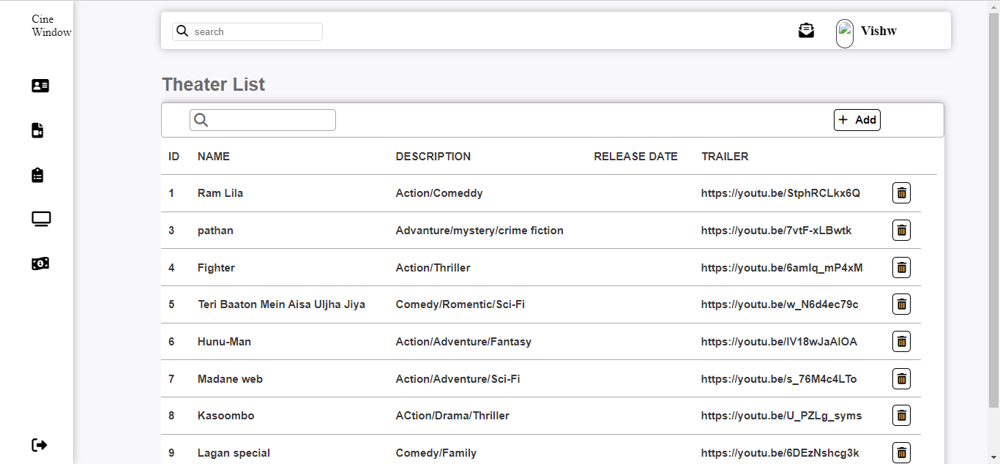 Cine
Window
search
Vishw
Theater List
Add
ID NAME DESCRIPTION RELEASE DATE TRAILER
1 Ram Lila Action/Comeddy https://youtu.be/StphRCLkx6Q
3 pathan Advanture/mystery/crime fiction https://youtu.be/7vtF-xLBwtk
4 Fighter Action/Thriller https://youtu.be/6amIq_mP4xM
5 Teri Baaton Mein Aisa Uljha Jiya Comedy/Romentic/Sci-Fi https://youtu.be/w_N6d4ec79c
6 Hunu-Man Action/Adventure/Fantasy https://youtu.be/IV18wJaAIOA
7 Madane web Action/Adventure/Sci-Fi https://youtu.be/s_76M4c4LTo
8 Kasoombo ACtion/Drama/Thriller https://youtu.be/U_PZLg_syms
9 Lagan special Comedy/Family https://youtu.be/6DEzNshcg3k